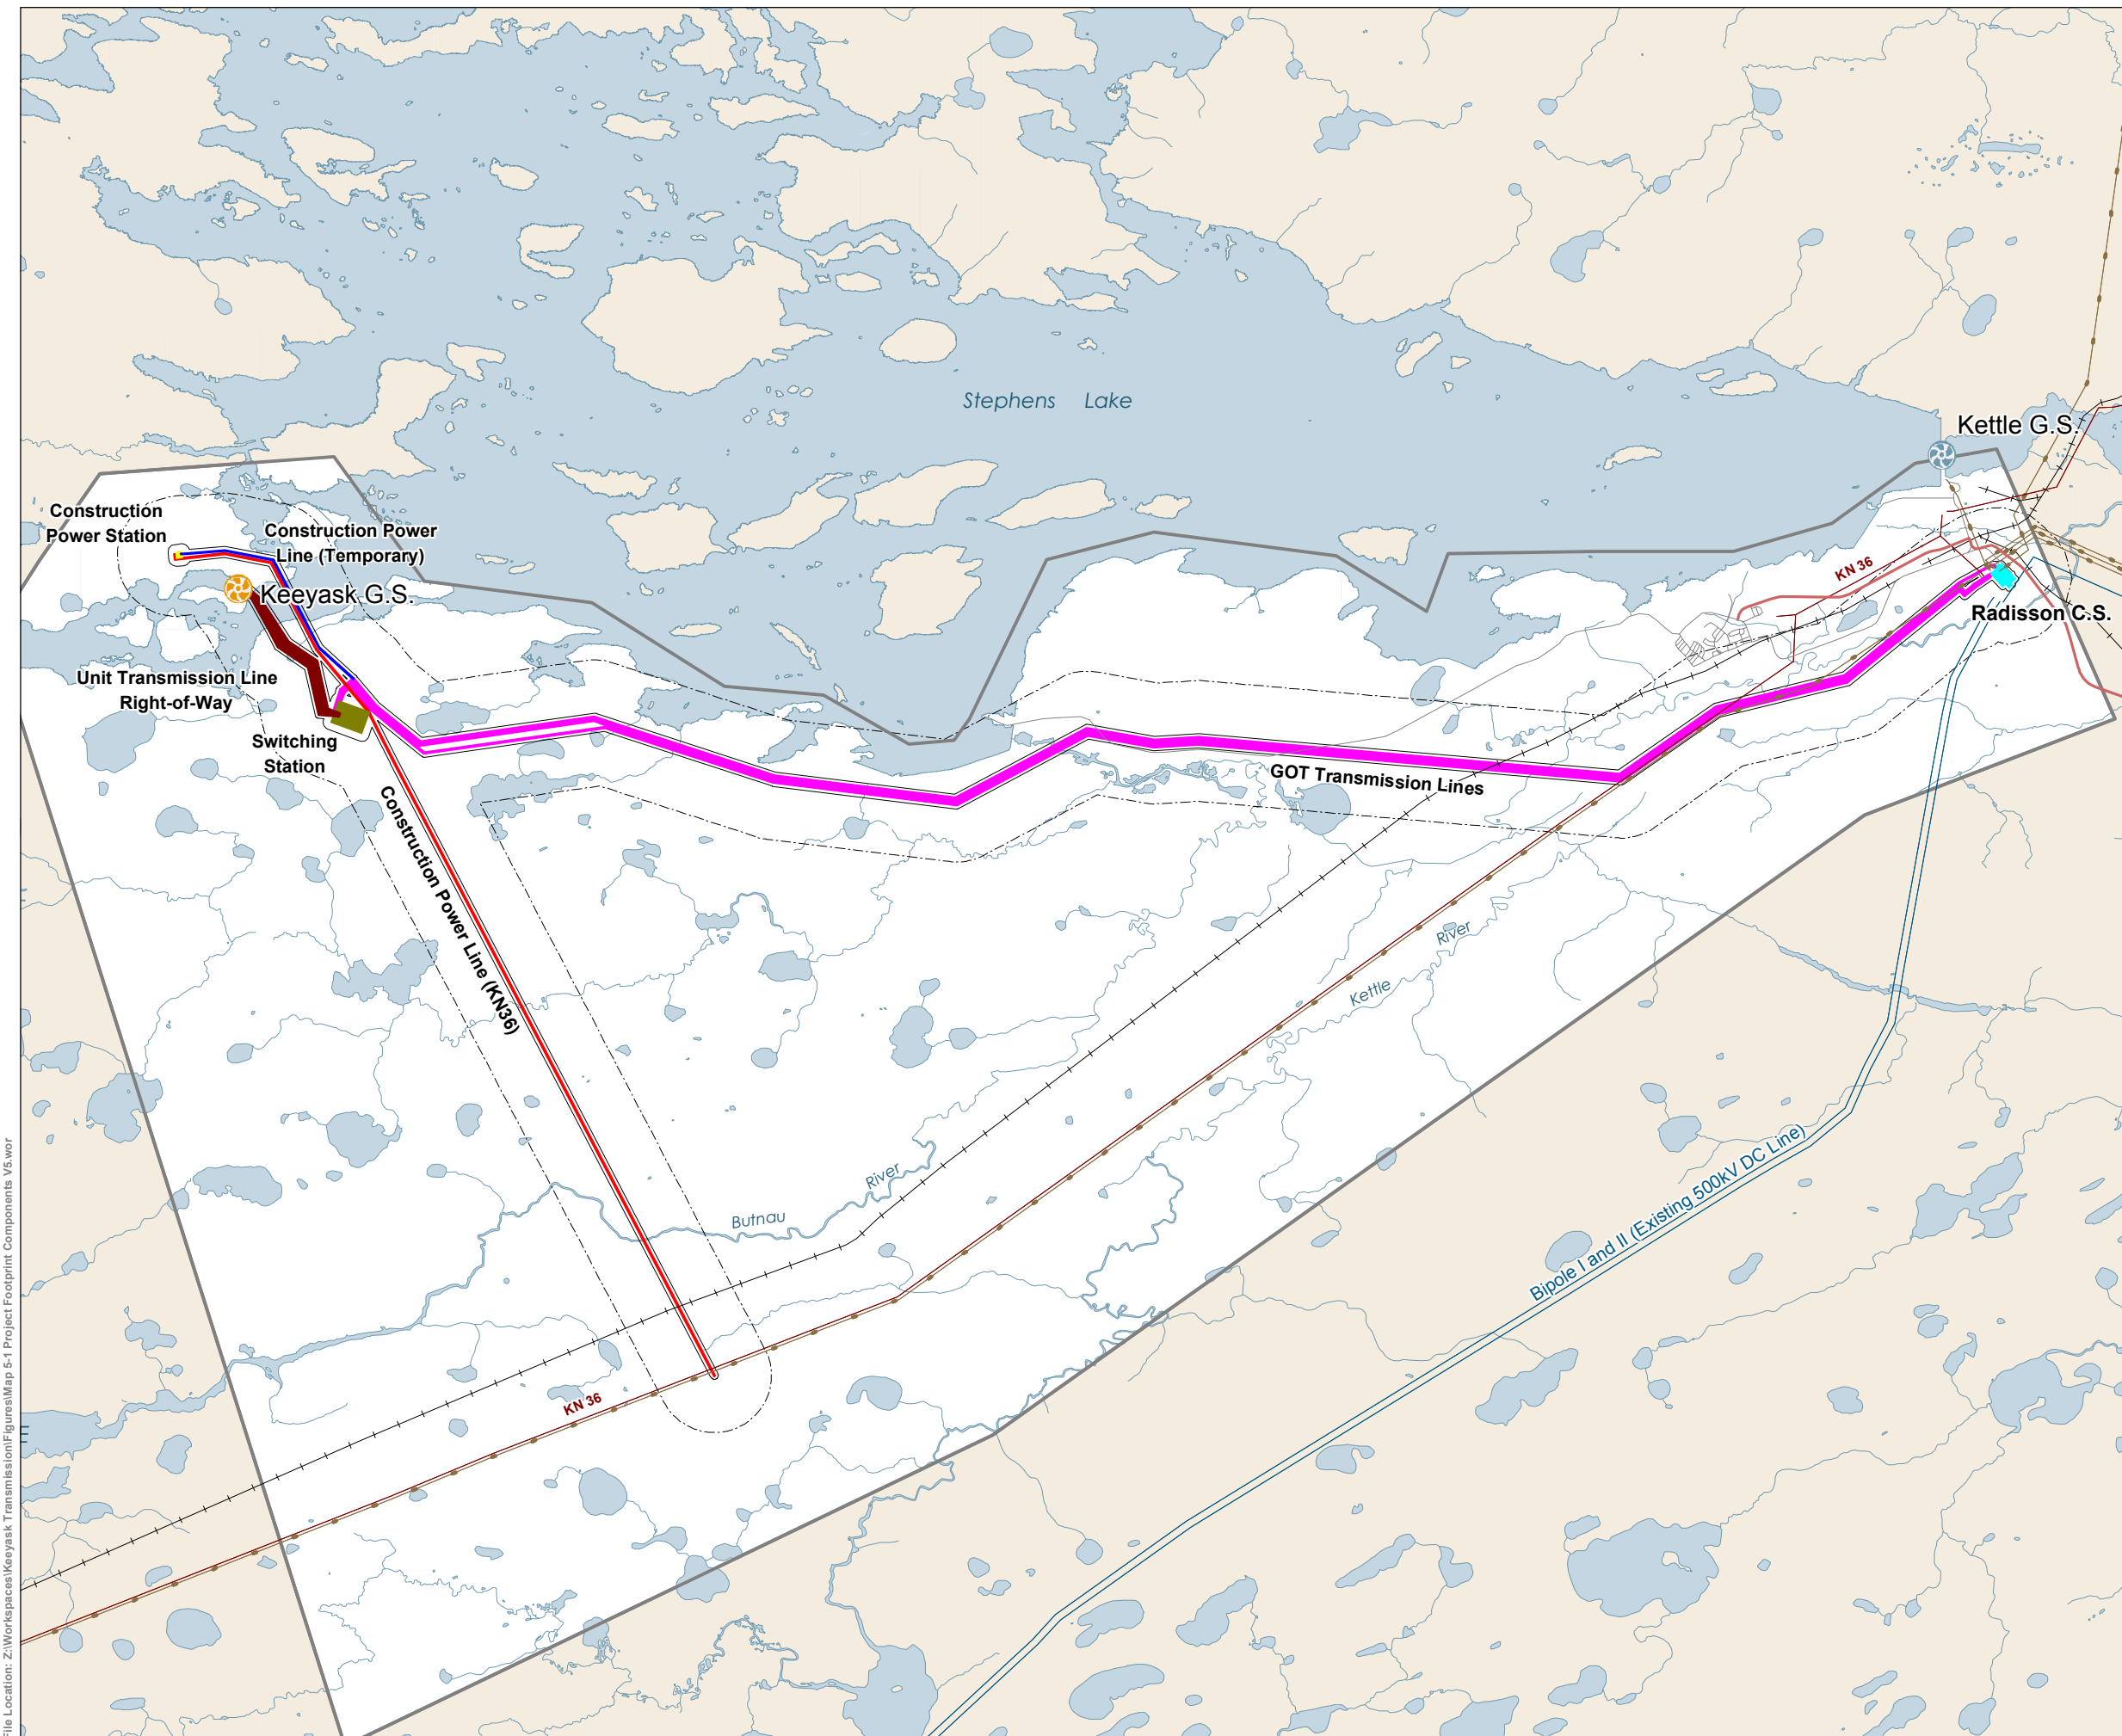 Stephens Lake
Kettle G.S.
Construction
Power Station
Construction Power
Line (Temporary)
Keeyask G.S.
KN 36
Radisson C.S.
Unit Transmission Line
Right-of-Way
Switching
Station
GOT Transmission Lines
Construction Power Line (KN36)
River
Kettle
River
Butnau
Bipole I and II (Existing 500kV DC Line)
KN 36
File Location: Z:\Workspaces\Keeyask Transmission\Figures\Map 5-1 Project Footprint Components V5.wor